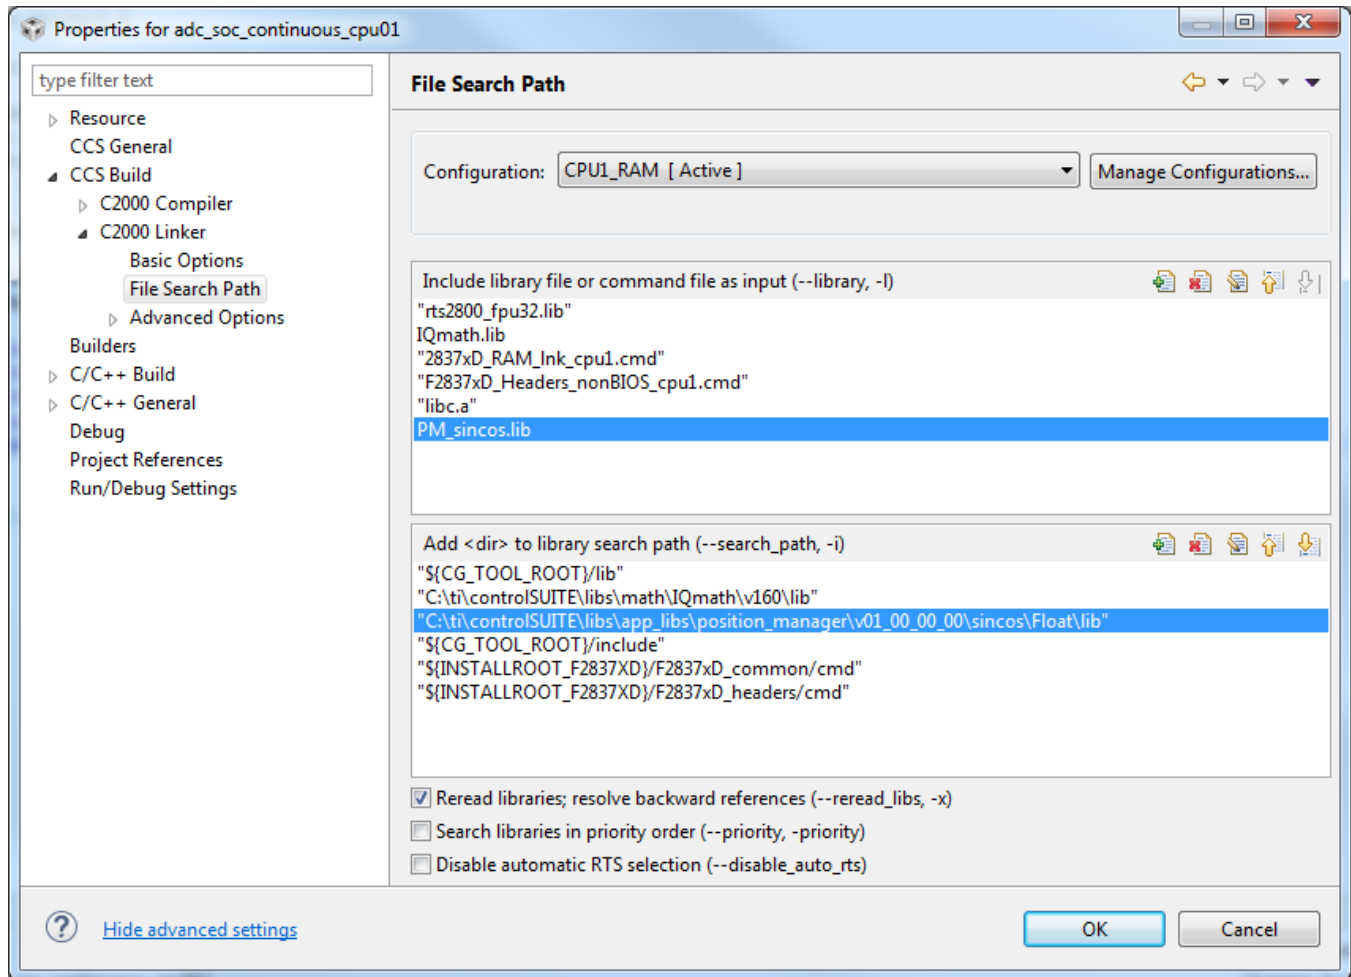 Properties for adc_soc_continuous_cpu01
type filter text
Resource
CCS General
CCS Build
C2000 Compiler
C2000 Linker
Basic Options
File Search Path
Advanced Options
Builders
C/C++ Build
C/C++ General
Debug
Project References
Run/Debug Settings
File Search Path
Configuration: CPU1_RAM [ Active ] Manage Configurations...
Include library file or command file as input (--library, -l)
"rts2800_fpu32.lib"
IQmath.lib
"2837xD_RAM_lnk_cpu1.cmd"
"F2837xD_Headers_nonBIOS_cpu1.cmd"
"libc.a"
PM_sincos.lib
Add <dir> to library search path (--search_path, -i)
"${CG_TOOL_ROOT}/lib"
"C:\ti\controlSUITE\libs\math\IQmath\v160\lib"
"C:\ti\controlSUITE\libs\app_libs\position_manager\v01_00_00_00\sincos\Float\lib"
"${CG_TOOL_ROOT}/include"
"${INSTALLROOT_F2837XD}/F2837xD_common/cmd"
"${INSTALLROOT_F2837XD}/F2837xD_headers/cmd"
Reread libraries; resolve backward references (--reread_libs, -x)
Search libraries in priority order (--priority, -priority)
Disable automatic RTS selection (--disable_auto_rts)
? Hide advanced settings
OK Cancel